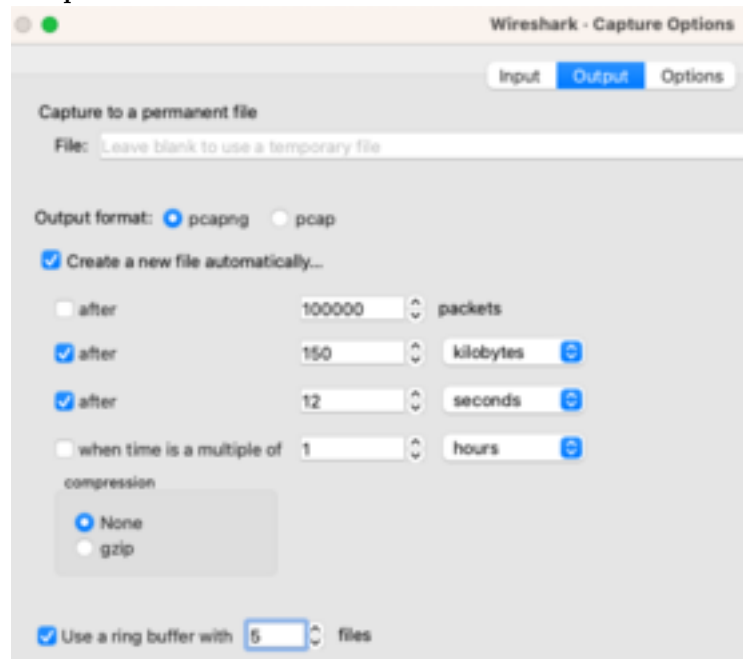 Wireshark - Capture Options
Input Output Options
Capture to a permanent file
File: Leave blank to use a temporary file
Output format: pcapng pcap
Create a new file automatically...
after 100000 packets
after 150 kilobytes
after 12 seconds
when time is a multiple of 1 hours
compression
None
gzip
Use a ring buffer with 5 files